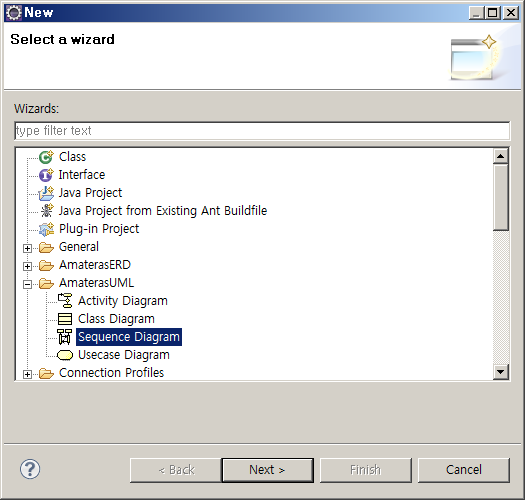 New
Select a wizard
Wizards:
type filter text
Class
Interface
Java Project
Java Project from Existing Ant Buildfile
Plug-in Project
General
AmaterasERD
AmaterasUML
Activity Diagram
Class Diagram
Sequence Diagram
Usecase Diagram
Connection Profiles
< Back
Next >
Finish
Cancel